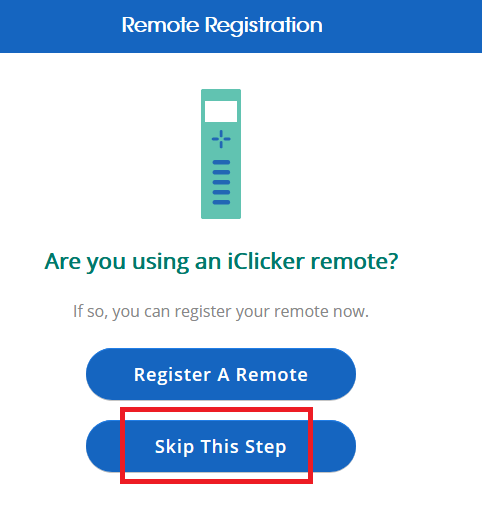 Remote Registration
Are you using an iClicker remote?
If so, you can register your remote now.
Register A Remote
Skip This Step